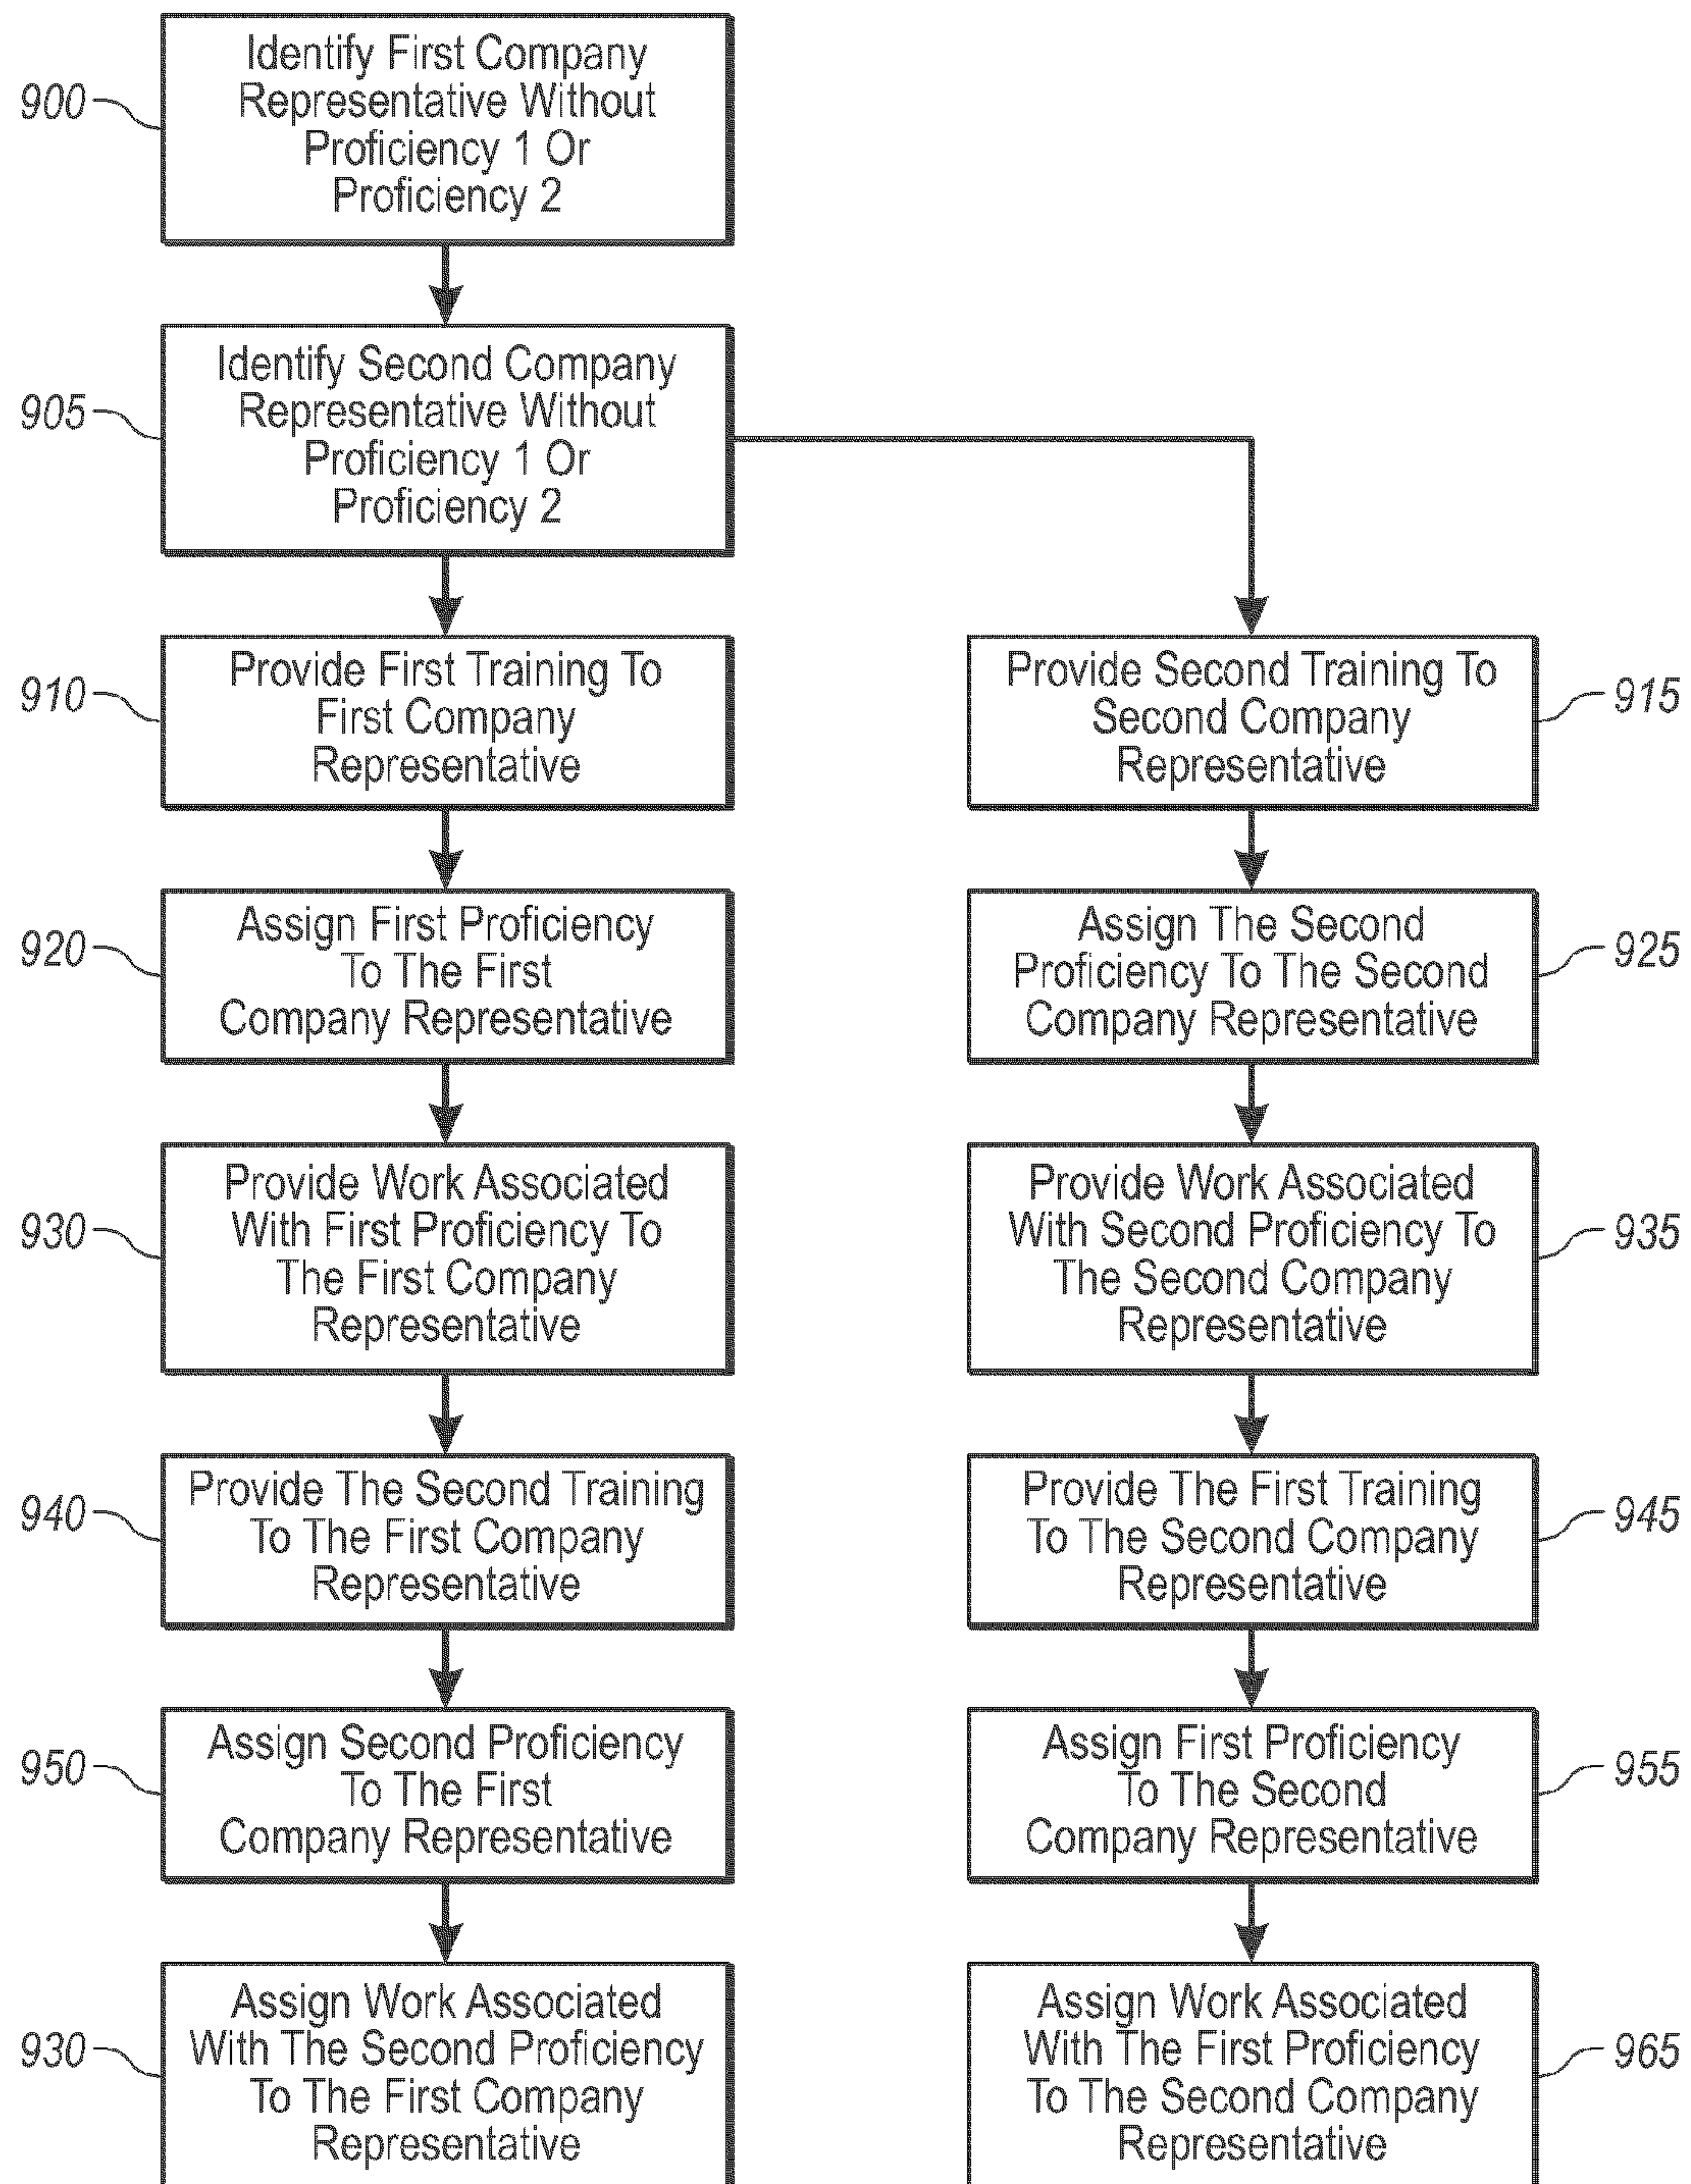 900
Identify First Company
Representative Without
Proficiency 1 Or
Proficiency 2
905
Identify Second Company
Representative Without
Proficiency 1 Or
Proficiency 2
910
Provide First Training To
First Company
Representative
Provide Second Training To
Second Company
Representative
915
920
Assign First Proficiency
To The First
Company Representative
Assign The Second
Proficiency To The Second
Company Representative
925
930
Provide Work Associated
With First Proficiency To
The First Company
Representative
Provide Work Associated
With Second Proficiency To
The Second Company
Representative
935
940
Provide The Second Training
To The First Company
Representative
Provide The First Training
To The Second Company
Representative
945
950
Assign Second Proficiency
To The First
Company Representative
Assign First Proficiency
To The Second
Company Representative
955
930
Assign Work Associated
With The Second Proficiency
To The First Company
Representative
Assign Work Associated
With The First Proficiency
To The Second Company
Representative
965